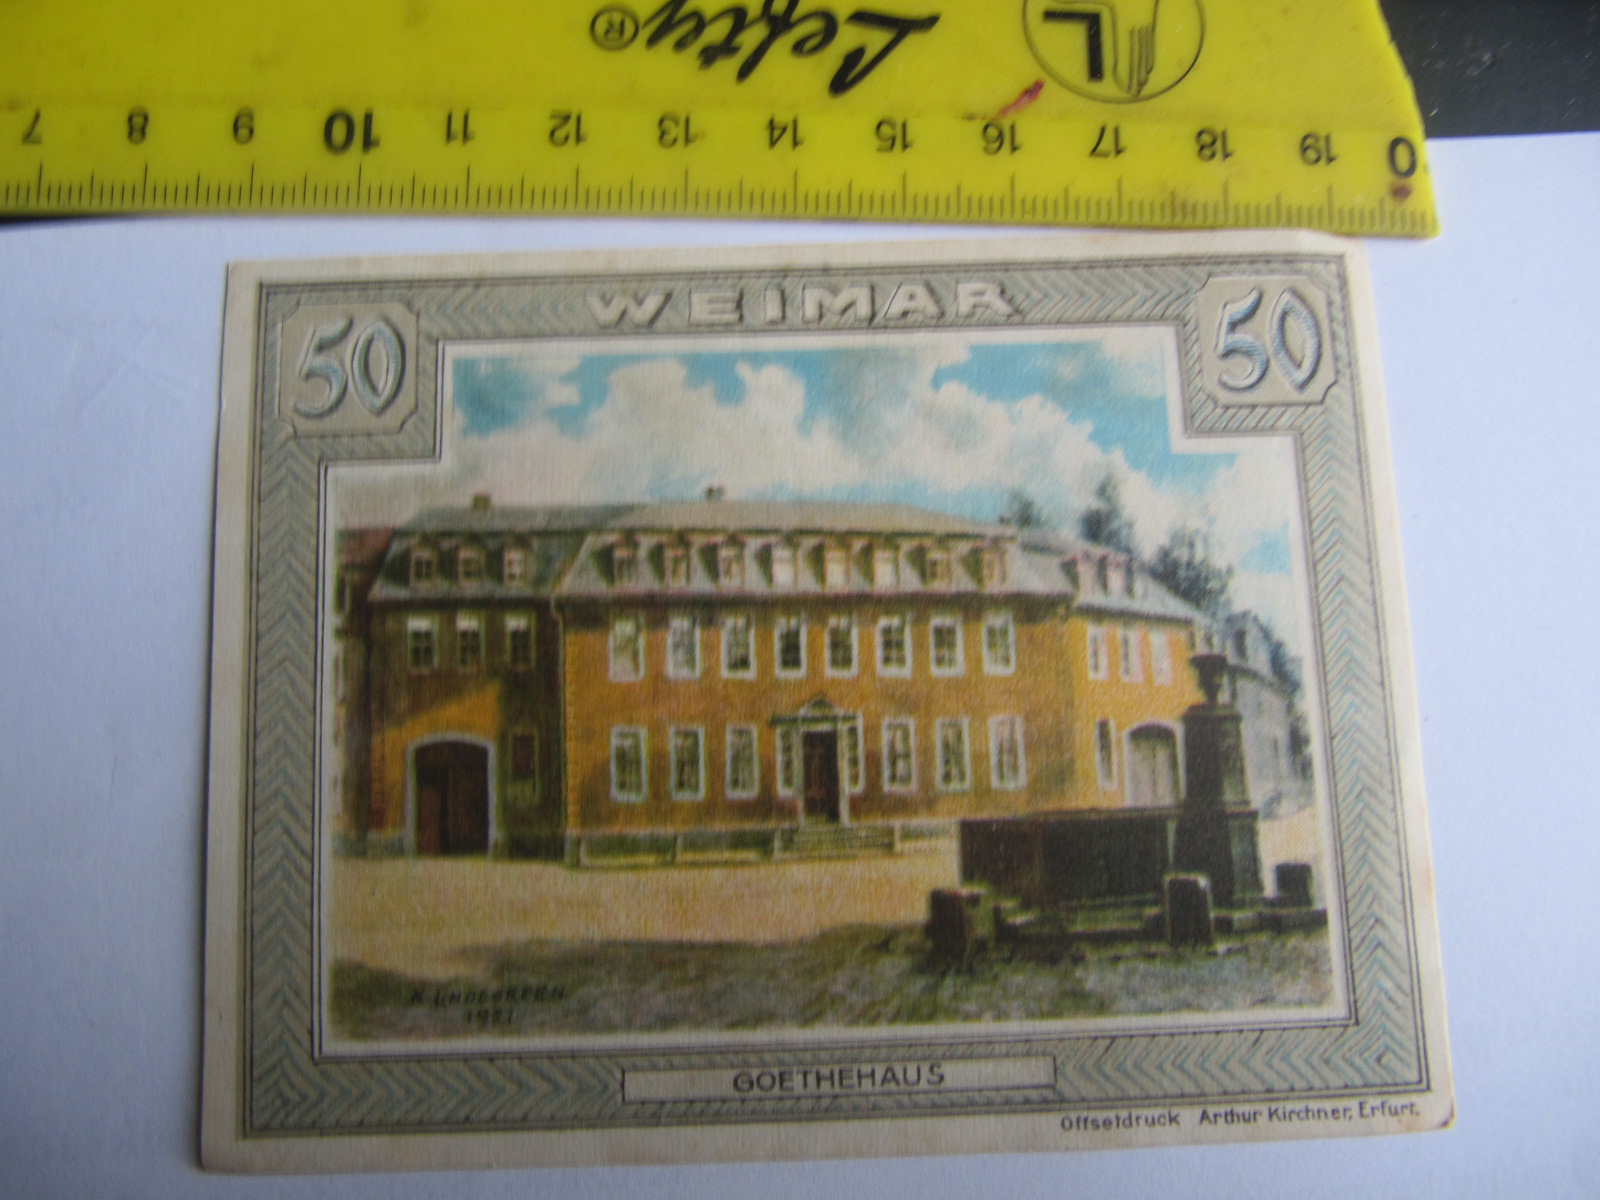 Lefty®
L
7 8 9 10 11 12 13 14 15 16 17 18 19 0
WEIMAR
50 50
K. LINDEGREEN
1921
GOETHEHAUS
Offsetdruck Arthur Kirchner, Erfurt.